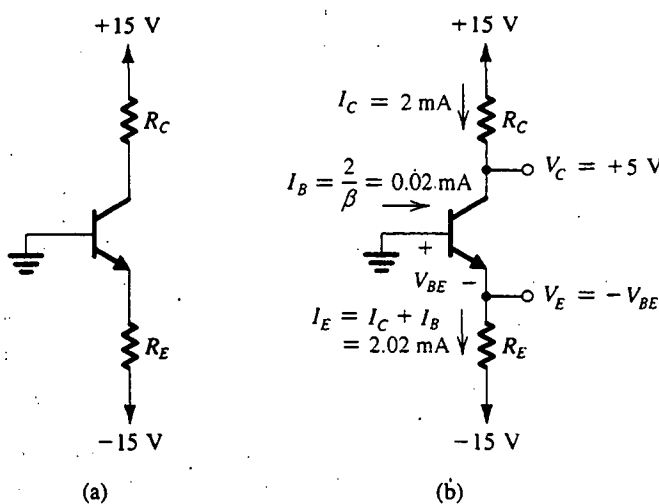 +15 V
R_C
R_E
−15 V
(a)
+15 V
I_C = 2 mA
R_C
V_C = +5 V
I_B = 2/β = 0.02 mA
+
V_BE −
V_E = −V_BE
I_E = I_C + I_B
= 2.02 mA
R_E
−15 V
(b)